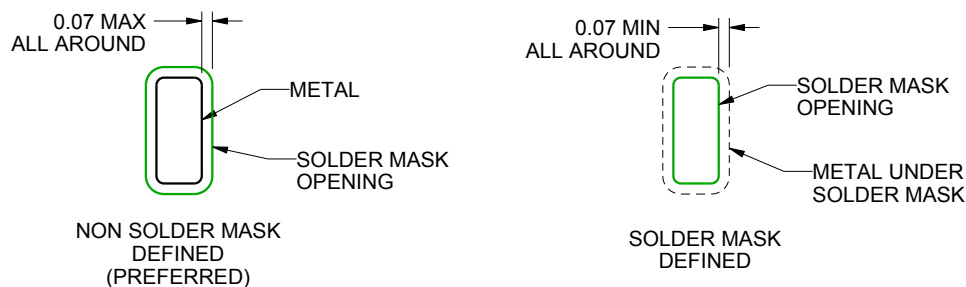 0.07 MAX
ALL AROUND
METAL
SOLDER MASK
OPENING
NON SOLDER MASK
DEFINED
(PREFERRED)
0.07 MIN
ALL AROUND
SOLDER MASK
OPENING
METAL UNDER
SOLDER MASK
SOLDER MASK
DEFINED